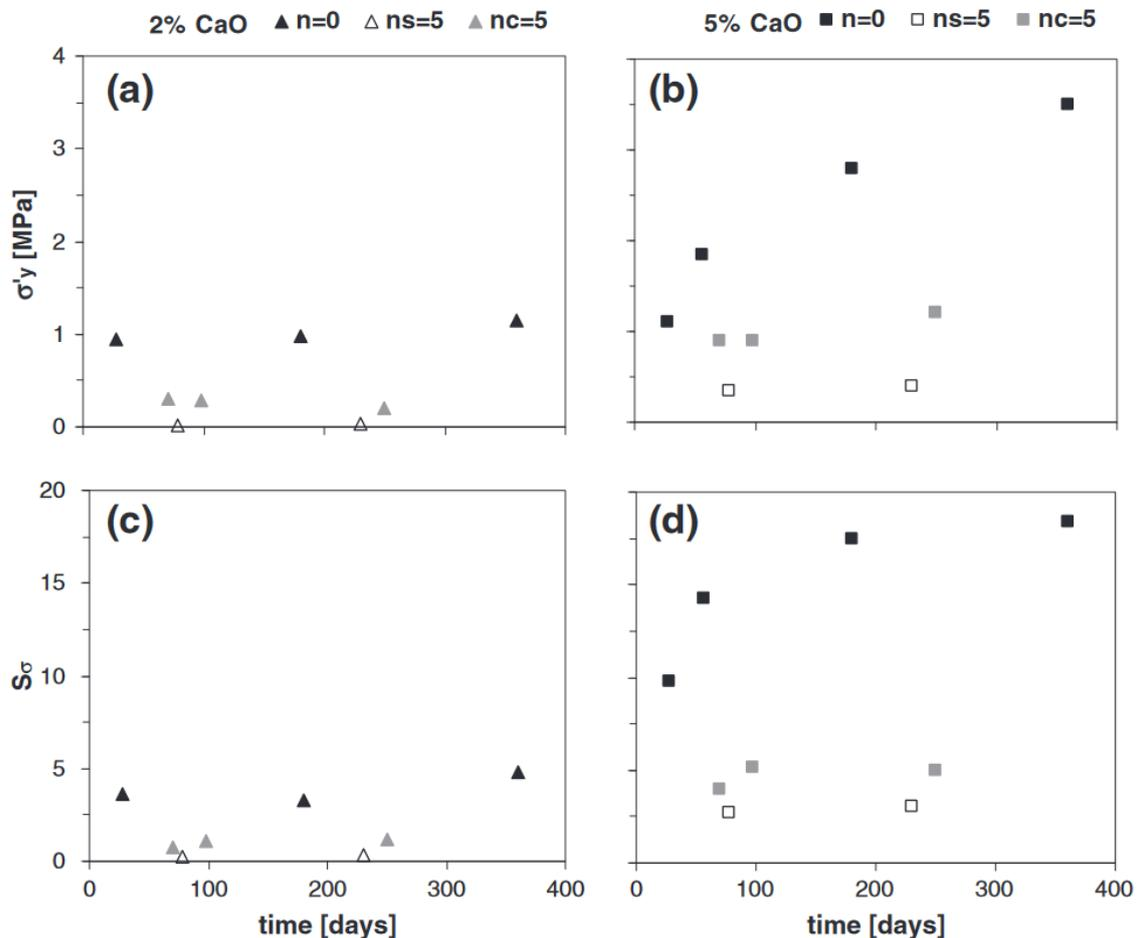 2% CaO ▲ n=0 △ ns=5 ▲ nc=5
5% CaO ■ n=0 □ ns=5 ■ nc=5
(a)
4
3
2
1
0
σ'y [MPa]
(b)
(c)
20
15
10
5
0
Sσ
0 100 200 300 400
time [days]
(d)
0 100 200 300 400
time [days]